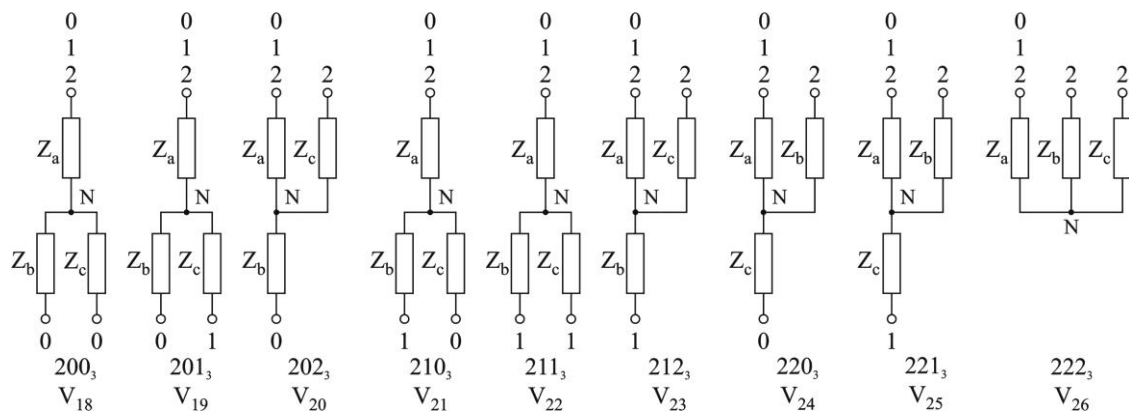 0 0 0 0 0 0 0 0 0
1 1 1 1 1 1 1 1 1
2 2 2 2 2 2 2 2 2 2 2 2 2 2 2
Z_a Z_a Z_a Z_c Z_a Z_a Z_a Z_c Z_a Z_b Z_a Z_b Z_a Z_b Z_c
N N N N N N N N
N
Z_b Z_c Z_b Z_c Z_b Z_b Z_c Z_b Z_c Z_b Z_c Z_c
0 0 0 1 0 1 0 1 1 1 0 1
200_3 201_3 202_3 210_3 211_3 212_3 220_3 221_3 222_3
V_18 V_19 V_20 V_21 V_22 V_23 V_24 V_25 V_26